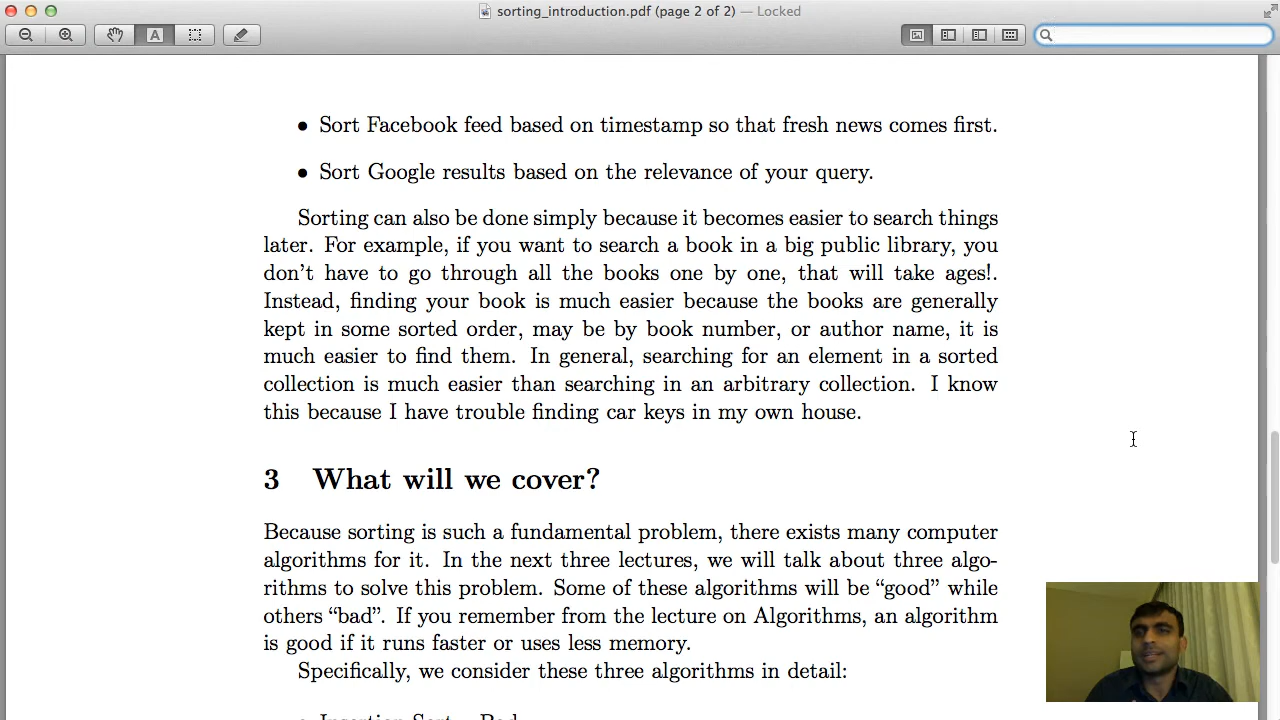 sorting_introduction.pdf (page 2 of 2) — Locked
• Sort Facebook feed based on timestamp so that fresh news comes first.
• Sort Google results based on the relevance of your query.
Sorting can also be done simply because it becomes easier to search things
later. For example, if you want to search a book in a big public library, you
don't have to go through all the books one by one, that will take ages!.
Instead, finding your book is much easier because the books are generally
kept in some sorted order, may be by book number, or author name, it is
much easier to find them. In general, searching for an element in a sorted
collection is much easier than searching in an arbitrary collection. I know
this because I have trouble finding car keys in my own house.
3 What will we cover?
Because sorting is such a fundamental problem, there exists many computer
algorithms for it. In the next three lectures, we will talk about three algo-
rithms to solve this problem. Some of these algorithms will be “good” while
others “bad”. If you remember from the lecture on Algorithms, an algorithm
is good if it runs faster or uses less memory.
Specifically, we consider these three algorithms in detail:
• Insertion Sort - Bad